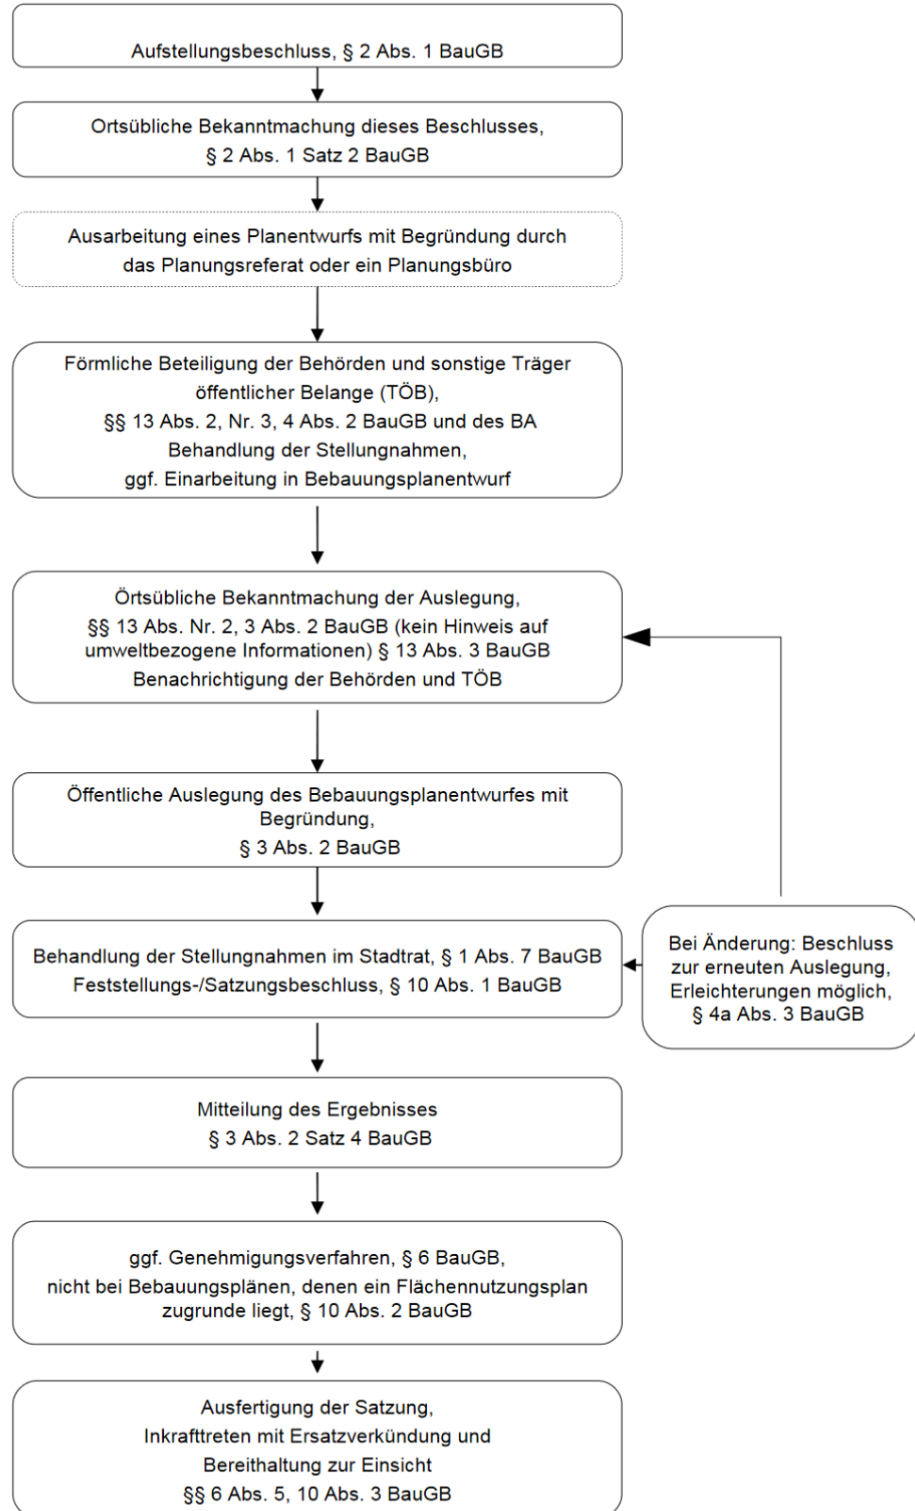 Aufstellungsbeschluss, § 2 Abs. 1 BauGB
Ortsübliche Bekanntmachung dieses Beschlusses,
§ 2 Abs. 1 Satz 2 BauGB
Ausarbeitung eines Planentwurfs mit Begründung durch
das Planungsreferat oder ein Planungsbüro
Förmliche Beteiligung der Behörden und sonstige Träger
öffentlicher Belange (TÖB),
§§ 13 Abs. 2, Nr. 3, 4 Abs. 2 BauGB und des BA
Behandlung der Stellungnahmen,
ggf. Einarbeitung in Bebauungsplanentwurf
Örtsübliche Bekanntmachung der Auslegung,
§§ 13 Abs. Nr. 2, 3 Abs. 2 BauGB (kein Hinweis auf
umweltbezogene Informationen) § 13 Abs. 3 BauGB
Benachrichtigung der Behörden und TÖB
Öffentliche Auslegung des Bebauungsplanentwurfes mit
Begründung,
§ 3 Abs. 2 BauGB
Behandlung der Stellungnahmen im Stadtrat, § 1 Abs. 7 BauGB
Feststellungs-/Satzungsbeschluss, § 10 Abs. 1 BauGB
Bei Änderung: Beschluss
zur erneuten Auslegung,
Erleichterungen möglich,
§ 4a Abs. 3 BauGB
Mitteilung des Ergebnisses
§ 3 Abs. 2 Satz 4 BauGB
ggf. Genehmigungsverfahren, § 6 BauGB,
nicht bei Bebauungsplänen, denen ein Flächennutzungsplan
zugrunde liegt, § 10 Abs. 2 BauGB
Ausfertigung der Satzung,
Inkrafttreten mit Ersatzverkündung und
Bereithaltung zur Einsicht
§§ 6 Abs. 5, 10 Abs. 3 BauGB